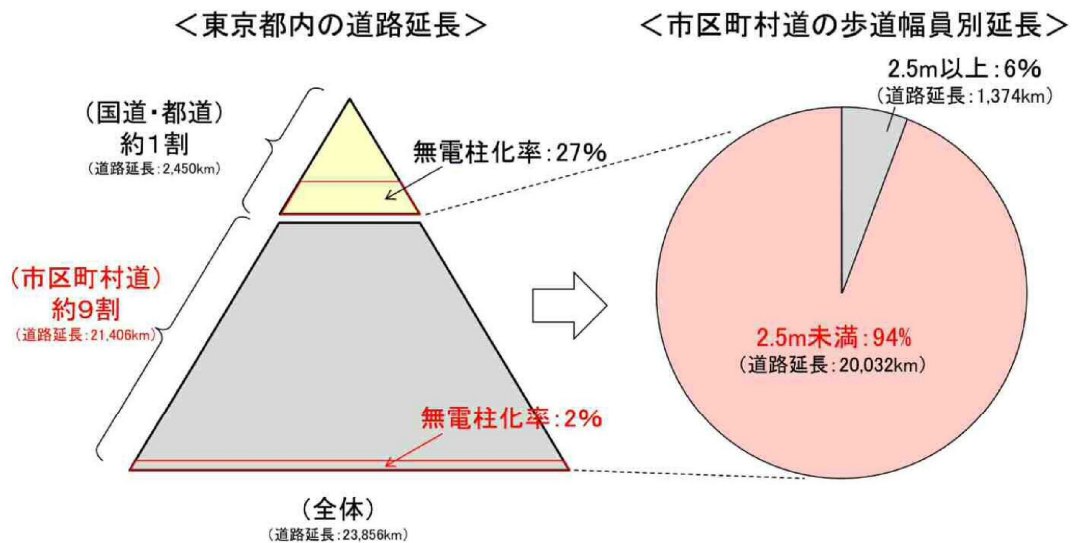 ＜東京都内の道路延長＞
（国道・都道）
約1割
（道路延長：2,450km）
無電柱化率：27%
（市区町村道）
約9割
（道路延長：21,406km）
無電柱化率：2%
（全体）
（道路延長：23,856km）
＜市区町村道の歩道幅員別延長＞
2.5m以上：6%
（道路延長：1,374km）
2.5m未満：94%
（道路延長：20,032km）